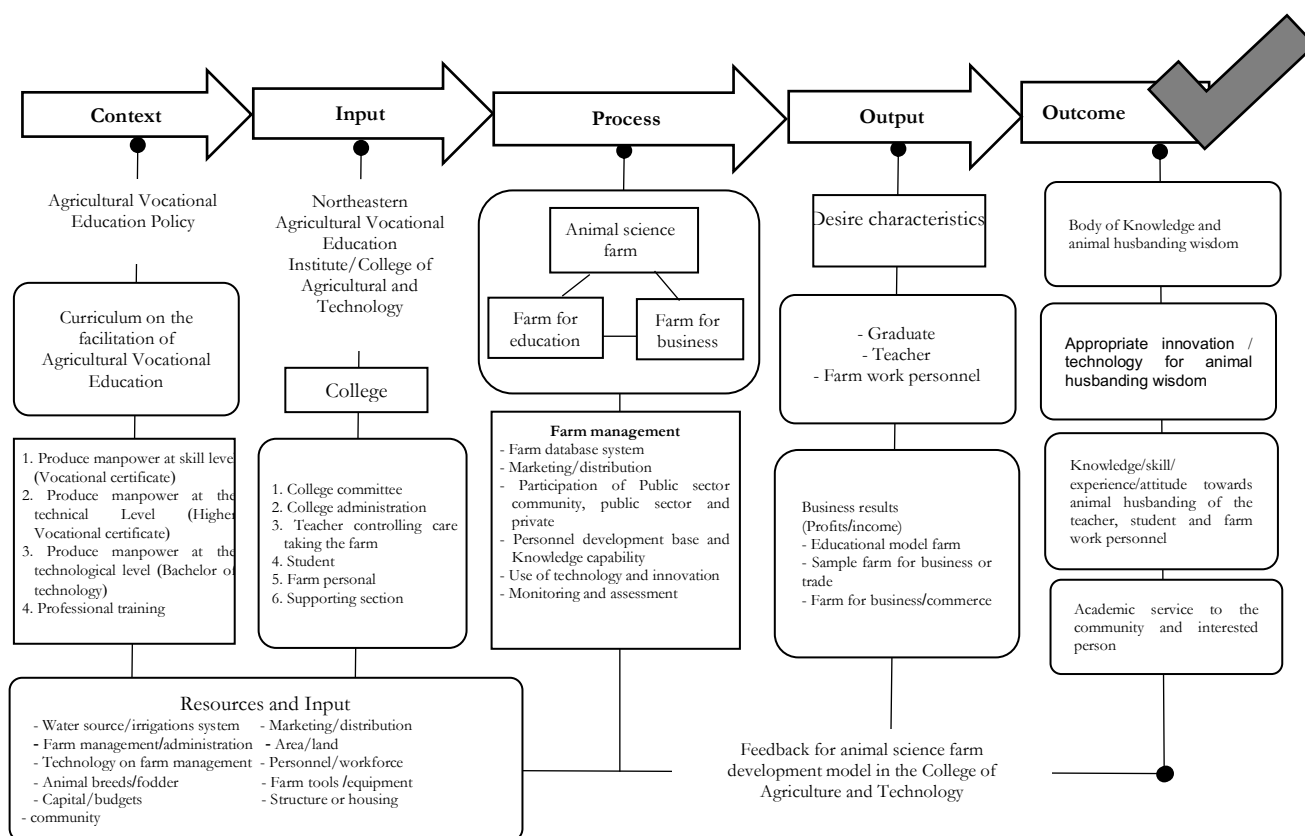 Context
Input
Process
Output
Outcome
Agricultural Vocational
Education Policy
Curriculum on the
facilitation of
Agricultural Vocational
Education
1. Produce manpower at skill level
(Vocational certificate)
2. Produce manpower at the
technical Level (Higher
Vocational certificate)
3. Produce manpower at the
technological level (Bachelor of
technology)
4. Professional training
Northeastern
Agricultural Vocational
Education
Institute/College of
Agricultural and
Technology
College
1. College committee
2. College administration
3. Teacher controlling care
taking the farm
4. Student
5. Farm personal
6. Supporting section
Resources and Input
- Water source/irrigations system
- Farm management/administration
- Technology on farm management
- Animal breeds/fodder
- Capital/budgets
- community
- Marketing/distribution
- Area/land
- Personnel/workforce
- Farm tools /equipment
- Structure or housing
Animal science
farm
Farm for
education
Farm for
business
Farm management
- Farm database system
- Marketing/distribution
- Participation of Public sector
community, public sector and
private
- Personnel development base and
Knowledge capability
- Use of technology and innovation
- Monitoring and assessment
Desire characteristics
- Graduate
- Teacher
- Farm work personnel
Business results
(Profits/income)
- Educational model farm
- Sample farm for business or
trade
- Farm for business/commerce
Body of Knowledge and
animal husbanding wisdom
Appropriate innovation /
technology for animal
husbanding wisdom
Knowledge/skill/
experience/attitude towards
animal husbanding of the
teacher, student and farm
work personnel
Academic service to the
community and interested
person
Feedback for animal science farm
development model in the College of
Agriculture and Technology